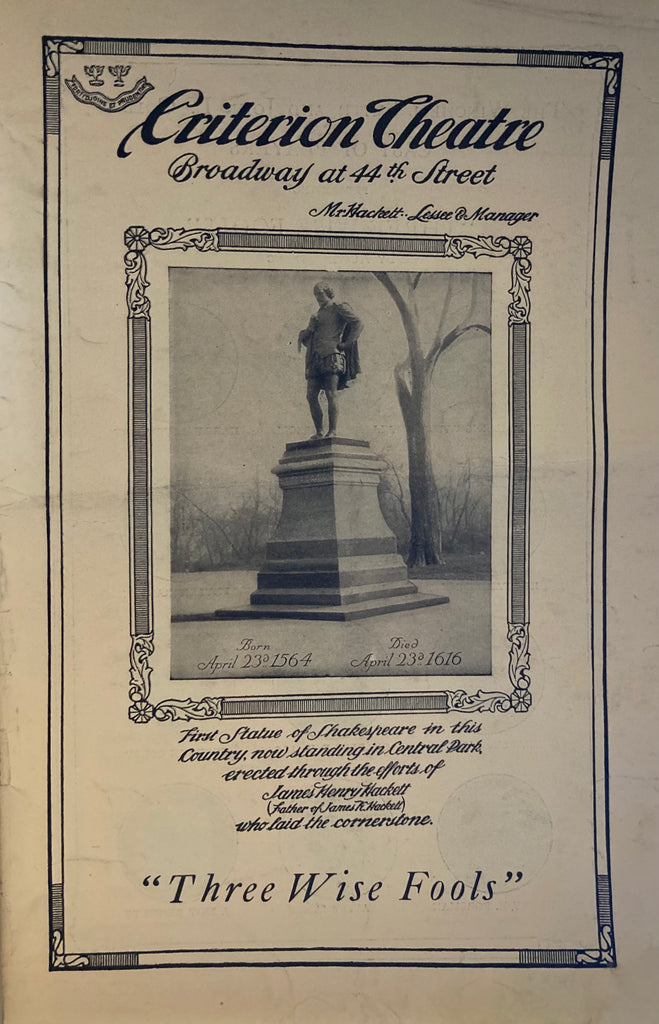 Criterion Theatre
Broadway at 44th Street
Mr Hackett·· Lessee & Manager
Born
April 23d 1564
Died
April 23d 1616
First Statue of Shakespeare in this
Country, now standing in Central Park,
erected through the efforts of
James Henry Hackett
(Father of James K. Hackett)
who laid the cornerstone.
"Three Wise Fools"